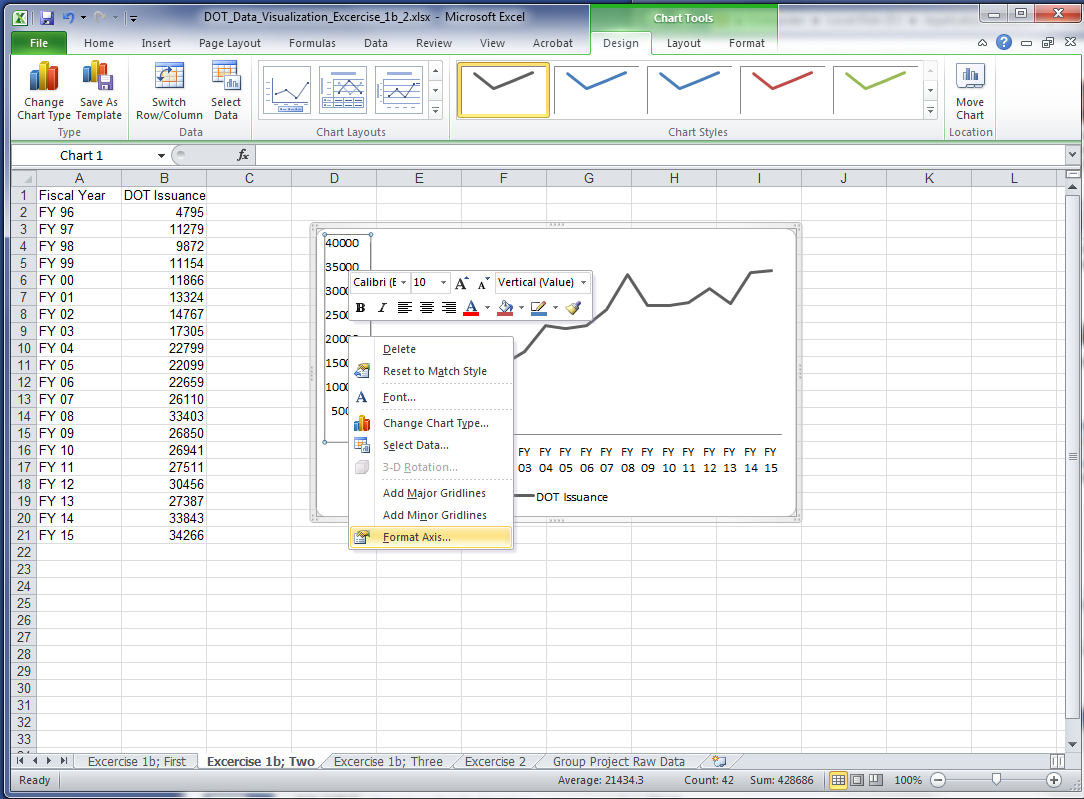 DOT_Data_Visualization_Excercise_1b_2.xlsx - Microsoft Excel
Chart Tools
File Home Insert Page Layout Formulas Data Review View Acrobat Design Layout Format
Change Chart Type
Save As Template
Switch Row/Column
Select Data
Move Chart
Type Data Chart Layouts Chart Styles Location
Chart 1 fx
A B C D E F G H I J K L
1 Fiscal Year DOT Issuance
2 FY 96 4795
3 FY 97 11279
4 FY 98 9872
5 FY 99 11154
6 FY 00 11866
7 FY 01 13324
8 FY 02 14767
9 FY 03 17305
10 FY 04 22799
11 FY 05 22099
12 FY 06 22659
13 FY 07 26110
14 FY 08 33403
15 FY 09 26850
16 FY 10 26941
17 FY 11 27511
18 FY 12 30456
19 FY 13 27387
20 FY 14 33843
21 FY 15 34266
22
23
24
25
26
27
28
29
30
31
32
33
40000
35000
Calibri (E 10 A A Vertical (Value)
B I A
Delete
Reset to Match Style
A Font...
Change Chart Type...
Select Data...
3-D Rotation...
Add Major Gridlines
Add Minor Gridlines
Format Axis...
FY FY FY FY FY FY FY FY FY FY FY FY FY
03 04 05 06 07 08 09 10 11 12 13 14 15
DOT Issuance
Excercise 1b; First Excercise 1b; Two Excercise 1b; Three Excercise 2 Group Project Raw Data
Ready Average: 21434.3 Count: 42 Sum: 428686 100%